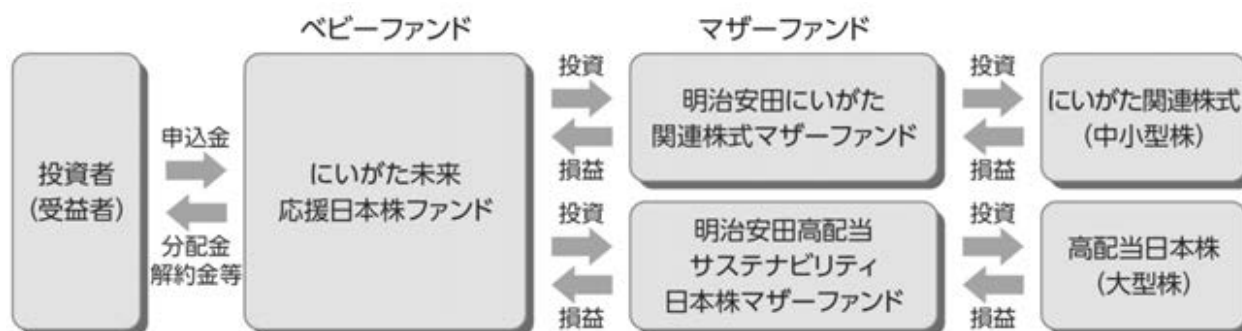 ベビーファンド
マザーファンド
投資者
(受益者)
申込金
分配金
解約金等
にいがた未来
応援日本株ファンド
投資
損益
明治安田にいがた
関連株式マザーファンド
投資
損益
にいがた関連株式
(中小型株)
投資
損益
明治安田高配当
サステナビリティ
日本株マザーファンド
投資
損益
高配当日本株
(大型株)